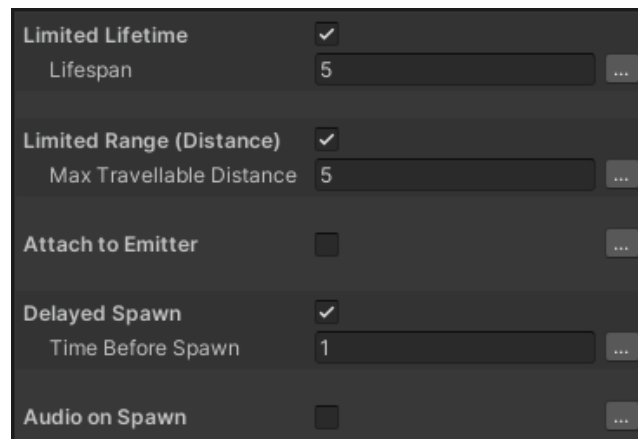 Limited Lifetime
Lifespan 5 ...
Limited Range (Distance)
Max Travellable Distance 5 ...
Attach to Emitter ...
Delayed Spawn
Time Before Spawn 1 ...
Audio on Spawn ...